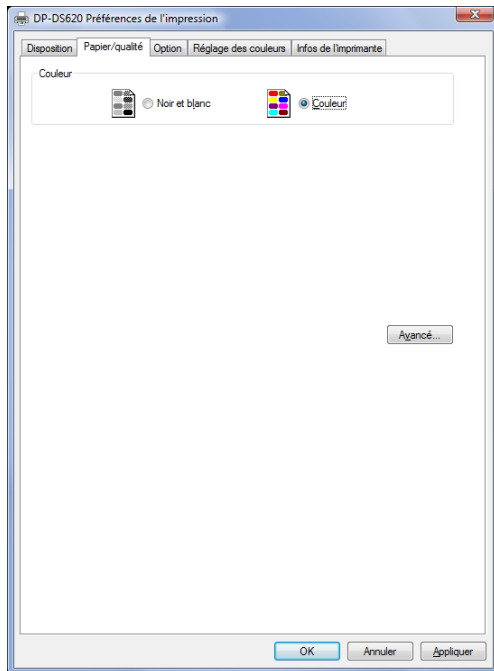 DP-DS620 Préférences de l'impression
Disposition Papier/qualité Option Réglage des couleurs Infos de l'Imprimante
Couleur
Noir et blanc Couleur
Avancé...
OK Annuler Appliquer